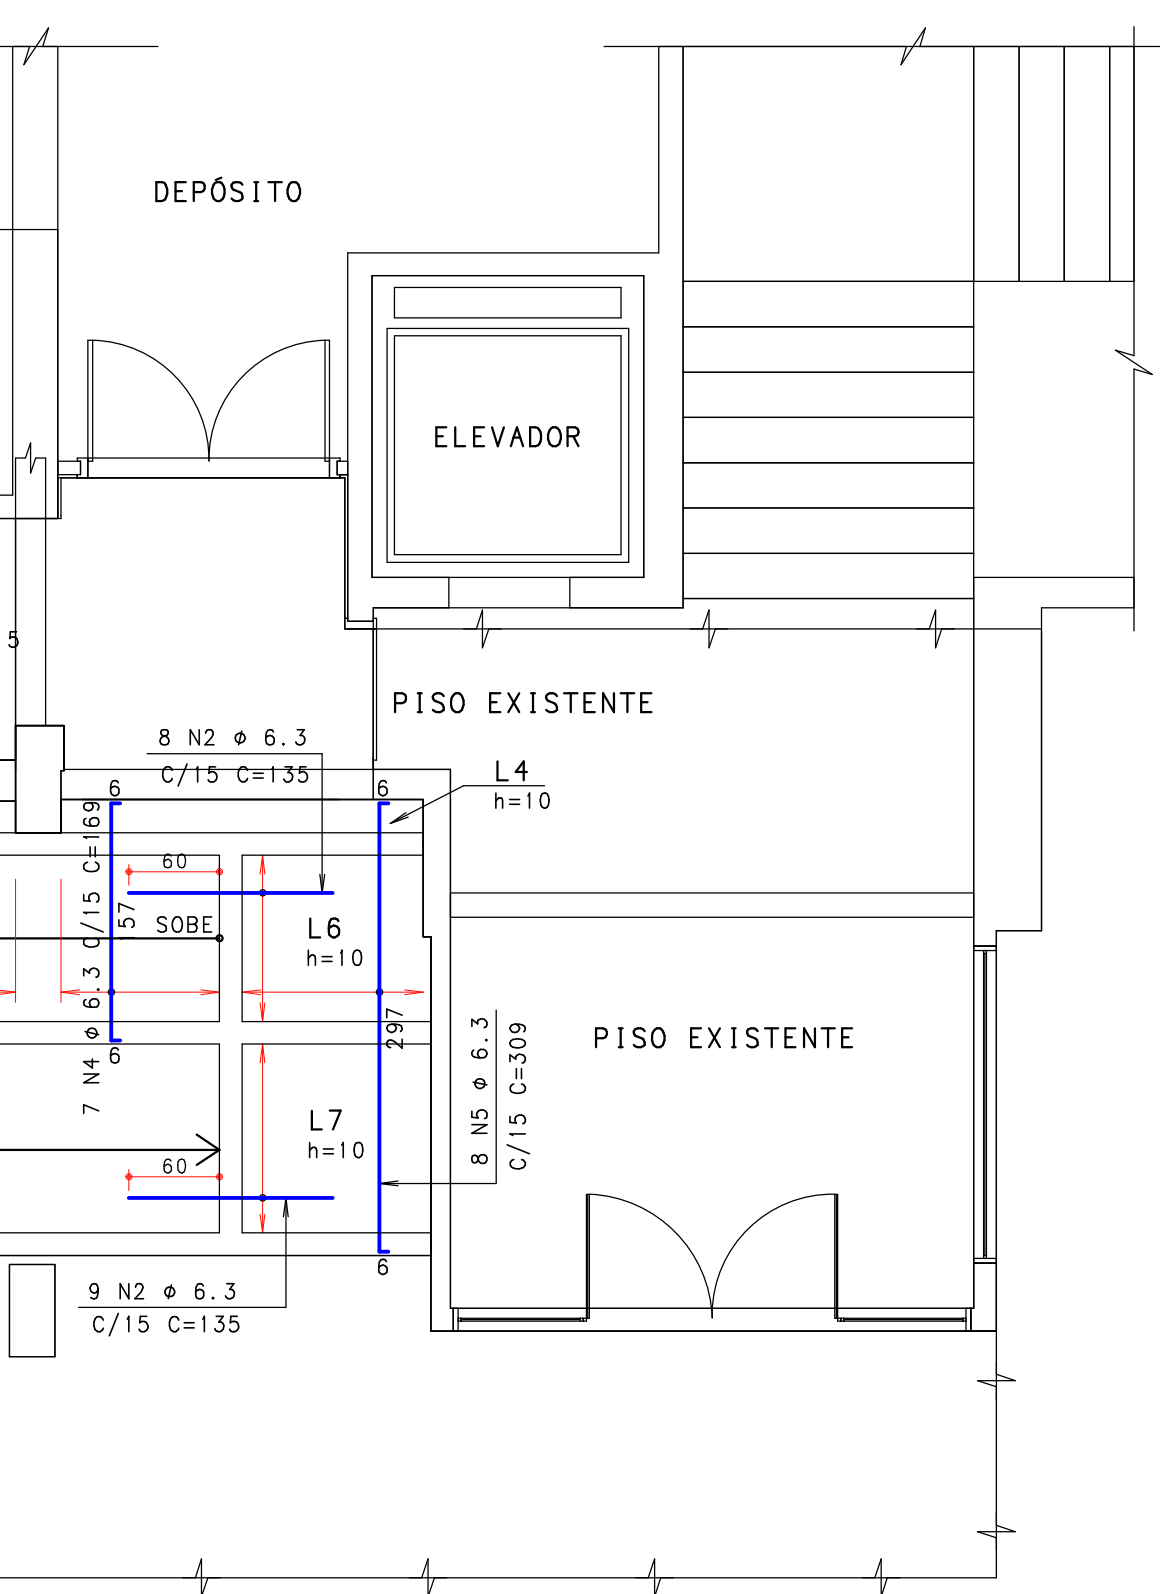 DEPÓSITO
ELEVADOR
5
PISO EXISTENTE
8 N2 ϕ 6.3
C/15 C=135
L4
h=10
6
6
7 N4 ϕ 6.3 C/15 C=169
157
60
SOBE
L6
h=10
297
6
8 N5 ϕ 6.3
C/15 C=309
PISO EXISTENTE
L7
h=10
60
6
9 N2 ϕ 6.3
C/15 C=135